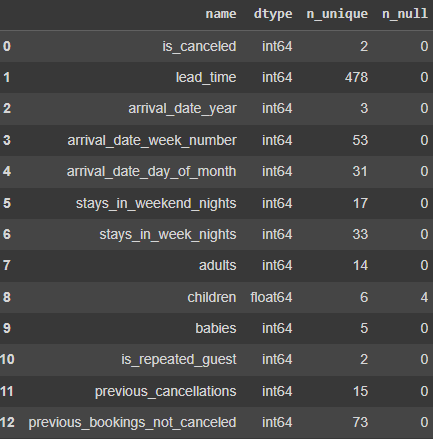 name dtype n_unique n_null
0 is_canceled int64 2 0
1 lead_time int64 478 0
2 arrival_date_year int64 3 0
3 arrival_date_week_number int64 53 0
4 arrival_date_day_of_month int64 31 0
5 stays_in_weekend_nights int64 17 0
6 stays_in_week_nights int64 33 0
7 adults int64 14 0
8 children float64 6 4
9 babies int64 5 0
10 is_repeated_guest int64 2 0
11 previous_cancellations int64 15 0
12 previous_bookings_not_canceled int64 73 0